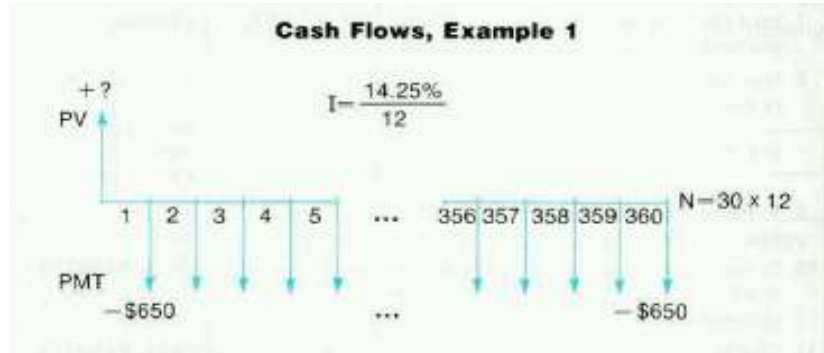 Cash Flows, Example 1
+ ?
PV
I= 14.25%
12
1 2 3 4 5 ... 356 357 358 359 360 N=30 x 12
PMT
-$650 ... -$650